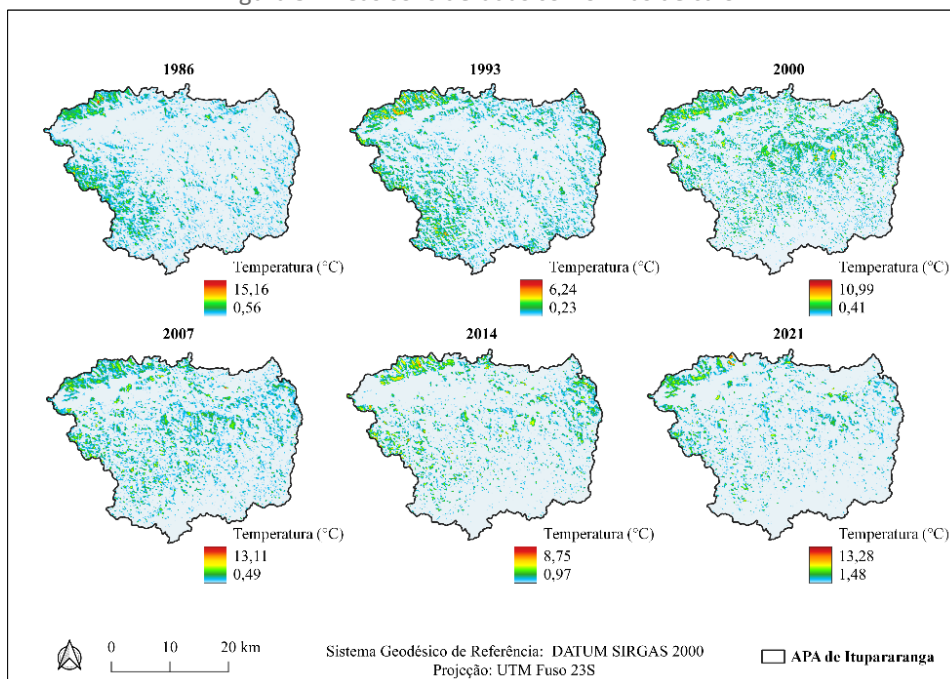 1986
1993
2000
Temperatura (°C)
15,16
0,56
Temperatura (°C)
6,24
0,23
Temperatura (°C)
10,99
0,41
2007
2014
2021
Temperatura (°C)
13,11
0,49
Temperatura (°C)
8,75
0,97
Temperatura (°C)
13,28
1,48
0 10 20 km
Sistema Geodésico de Referência: DATUM SIRGAS 2000
Projeção: UTM Fuso 23S
APA de Itupararanga